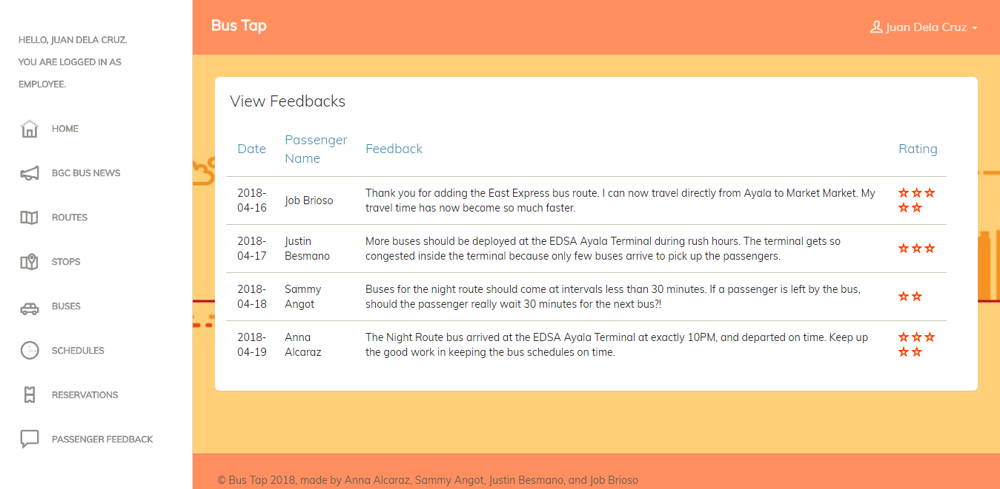 Bus Tap
Juan Dela Cruz
HELLO, JUAN DELA CRUZ.
YOU ARE LOGGED IN AS
EMPLOYEE.
HOME
BGC BUS NEWS
ROUTES
STOPS
BUSES
SCHEDULES
RESERVATIONS
PASSENGER FEEDBACK
View Feedbacks
Date
Passenger
Name
Feedback
Rating
2018-
04-16
Job Brioso
Thank you for adding the East Express bus route. I can now travel directly from Ayala to Market Market. My
travel time has now become so much faster.
2018-
04-17
Justin
Besmano
More buses should be deployed at the EDSA Ayala Terminal during rush hours. The terminal gets so
congested inside the terminal because only few buses arrive to pick up the passengers.
2018-
04-18
Sammy
Angot
Buses for the night route should come at intervals less than 30 minutes. If a passenger is left by the bus,
should the passenger really wait 30 minutes for the next bus?!
2018-
04-19
Anna
Alcaraz
The Night Route bus arrived at the EDSA Ayala Terminal at exactly 10PM, and departed on time. Keep up
the good work in keeping the bus schedules on time.
© Bus Tap 2018, made by Anna Alcaraz, Sammy Angot, Justin Besmano, and Job Brioso